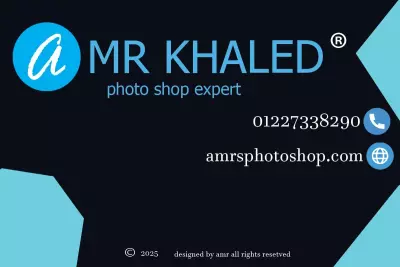 a MR KHALED ®
photo shop expert
01227338290
amrsphotoshop.com
© 2025 designed by amr all rights resetved